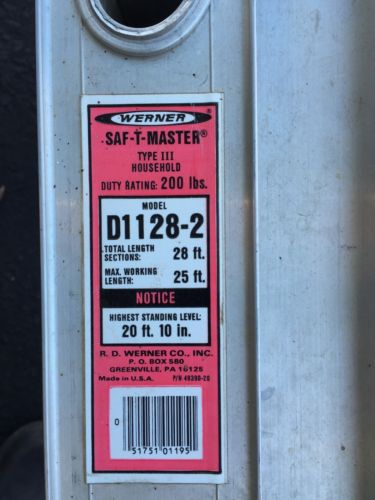 WERNER
SAF-T-MASTER®
TYPE III
HOUSEHOLD
DUTY RATING: 200 lbs.
MODEL
D1128-2
TOTAL LENGTH SECTIONS: 28 ft.
MAX. WORKING LENGTH: 25 ft.
NOTICE
HIGHEST STANDING LEVEL:
20 ft. 10 in.
R. D. WERNER CO., INC.
P. O. BOX 580
GREENVILLE, PA 16125
Made in U.S.A. P/N 49390-20
0 51751 01195